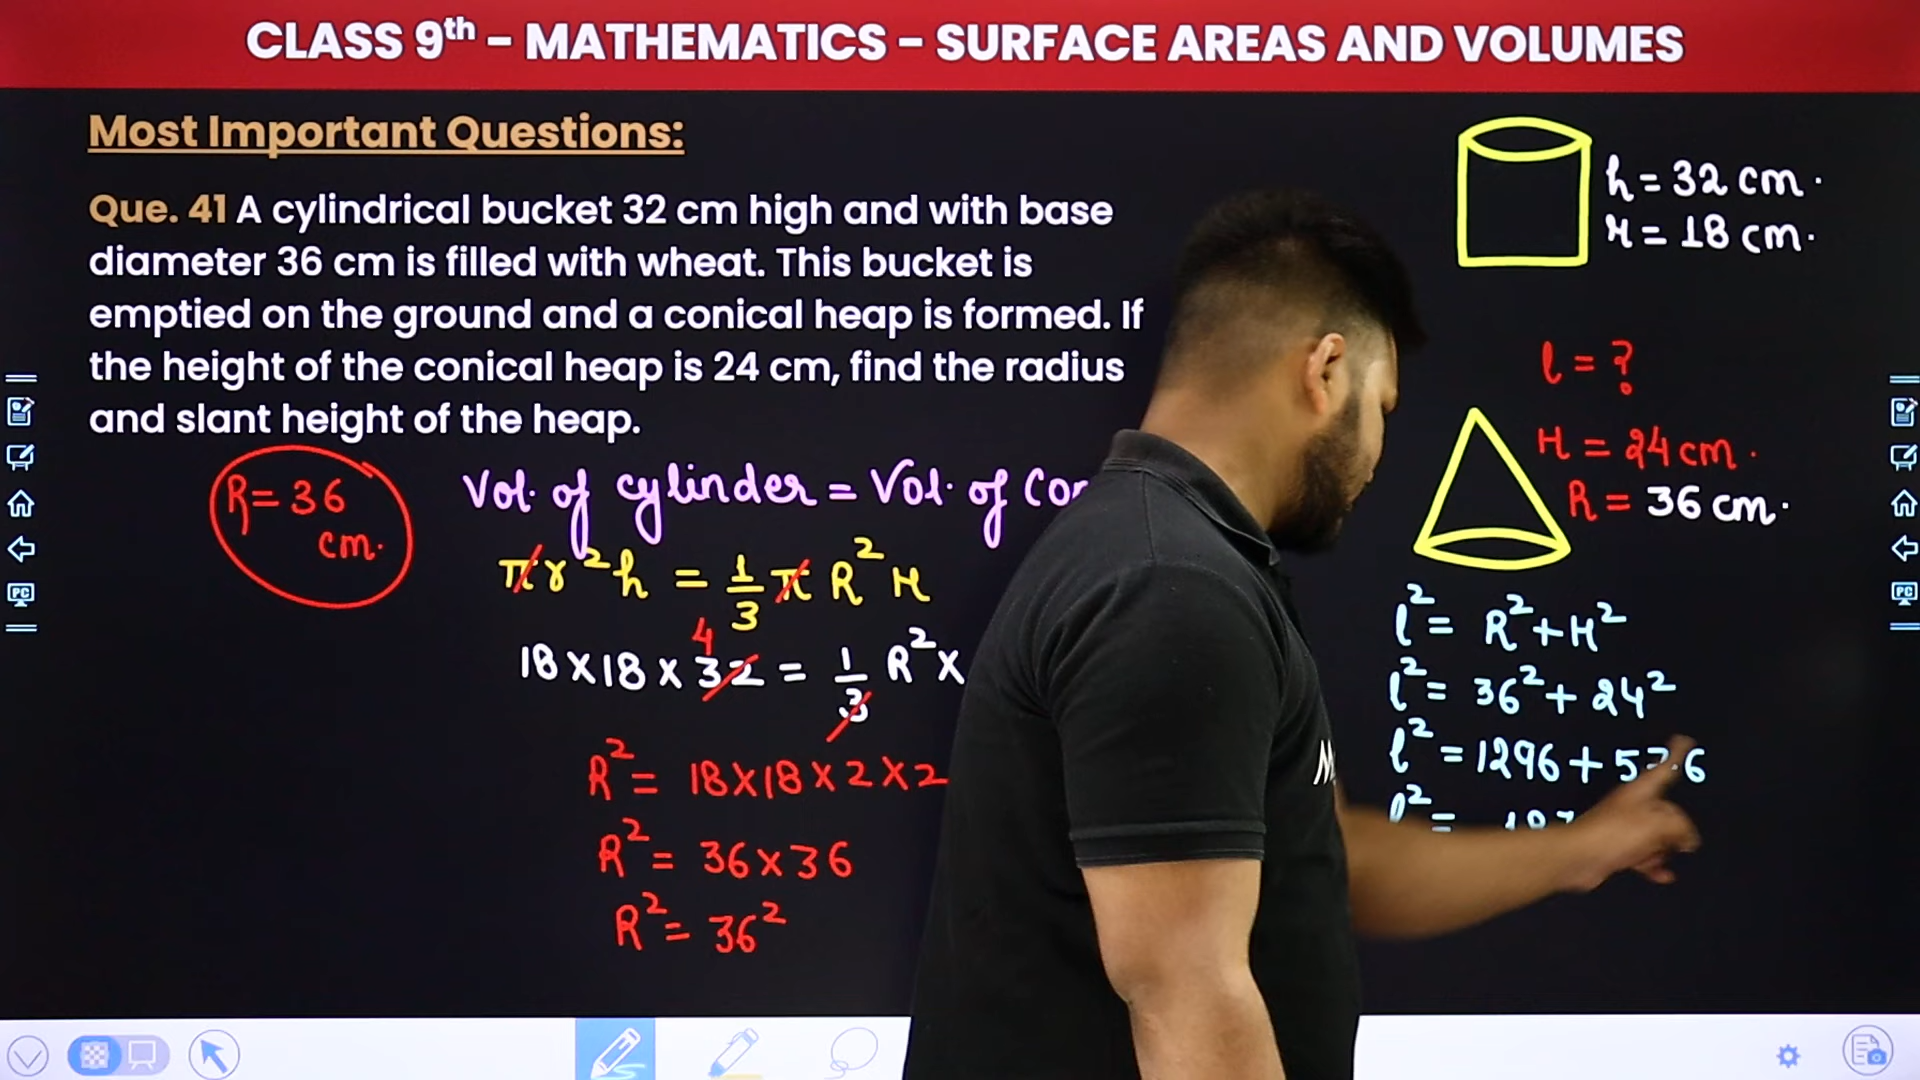 CLASS 9th - MATHEMATICS - SURFACE AREAS AND VOLUMES
Most Important Questions:
Que. 41 A cylindrical bucket 32 cm high and with base
diameter 36 cm is filled with wheat. This bucket is
emptied on the ground and a conical heap is formed. If
the height of the conical heap is 24 cm, find the radius
and slant height of the heap.
R = 36
cm.
Vol. of cylinder = Vol. of Co
πr²h = 1/3 π R² H
4
18 × 18 × 32 = 1/3 R² ×
R² = 18 × 18 × 2 × 2
R² = 36 × 36
R² = 36²
h = 32 cm.
r = 18 cm.
l = ?
H = 24 cm.
R = 36 cm.
l² = R² + H²
l² = 36² + 24²
l² = 1296 + 576
l² = 187
PC
PC